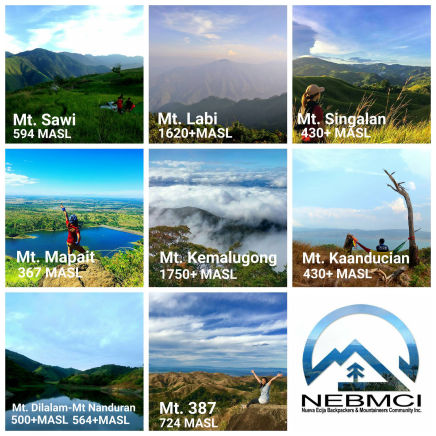 Mt. Sawi
594 MASL
Mt. Labi
1620+MASL
Mt. Singalan
430+ MASL
Mt. Mapait
367 MASL
Mt. Kemalugong
1750+ MASL
Mt. Kaanducian
430+ MASL
Mt. Dilalam-Mt Nanduran
500+MASL 564+MASL
Mt. 387
724 MASL
NEBMCI
Nueva Ecija Backpackers & Mountaineers Community Inc.